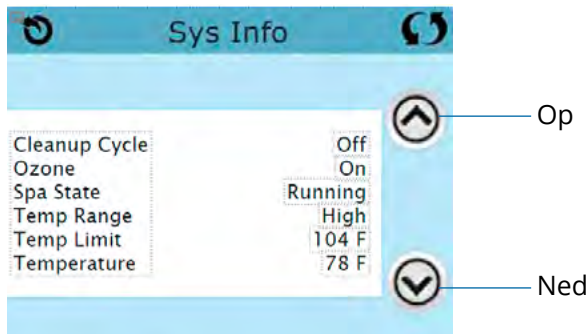 Sys Info
Op
Cleanup Cycle Off
Ozone On
Spa State Running
Temp Range High
Temp Limit 104 F
Temperature 78 F
Ned